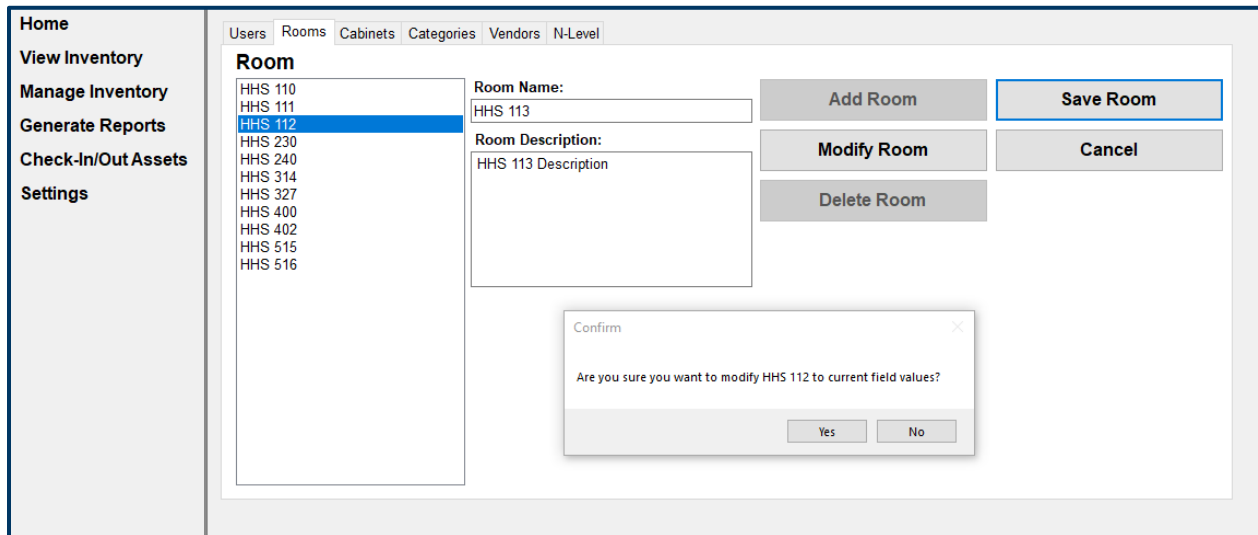 Home
View Inventory
Manage Inventory
Generate Reports
Check-In/Out Assets
Settings
Users Rooms Cabinets Categories Vendors N-Level
Room
HHS 110
HHS 111
HHS 112
HHS 230
HHS 240
HHS 314
HHS 327
HHS 400
HHS 402
HHS 515
HHS 516
Room Name:
HHS 113
Room Description:
HHS 113 Description
Add Room
Save Room
Modify Room
Cancel
Delete Room
Confirm
Are you sure you want to modify HHS 112 to current field values?
Yes
No